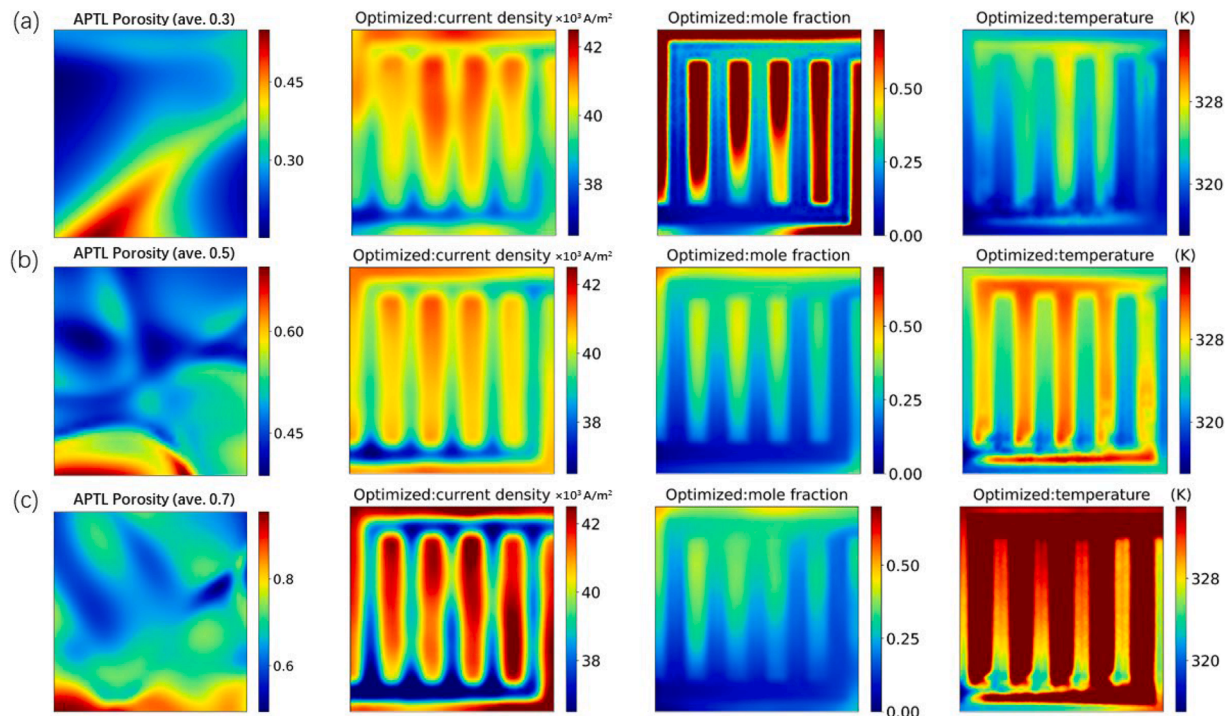 (a) APTL Porosity (ave. 0.3) Optimized:current density ×10³ A/m² Optimized:mole fraction Optimized:temperature (K)
0.45 42 0.50 328
0.30 40 0.25 320
38 0.00
(b) APTL Porosity (ave. 0.5) Optimized:current density ×10³ A/m² Optimized:mole fraction Optimized:temperature (K)
0.60 42 0.50 328
0.45 40 0.25 320
38 0.00
(c) APTL Porosity (ave. 0.7) Optimized:current density ×10³ A/m² Optimized:mole fraction Optimized:temperature (K)
0.8 42 0.50 328
0.6 40 0.25 320
38 0.00